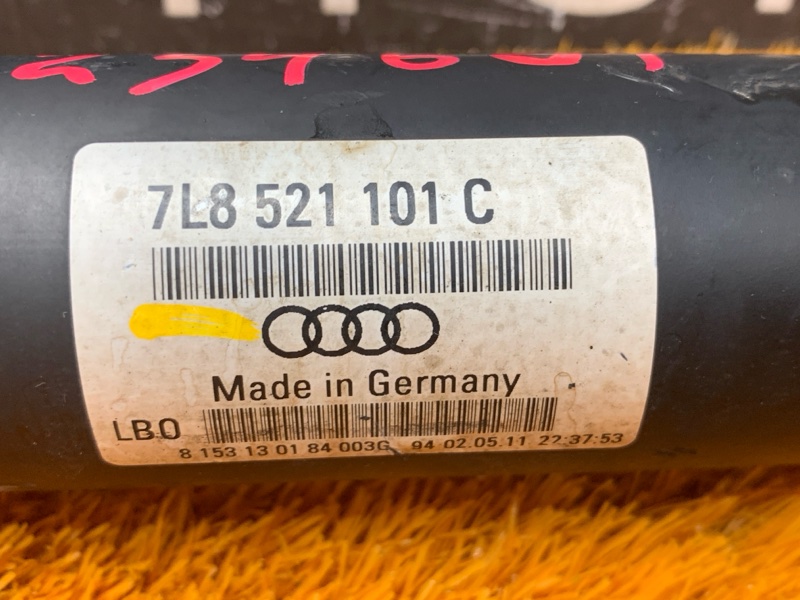 7L8 521 101 C
Made in Germany
LBO
8 153 13 01 84 003G 94 02.05.11 22:37:53